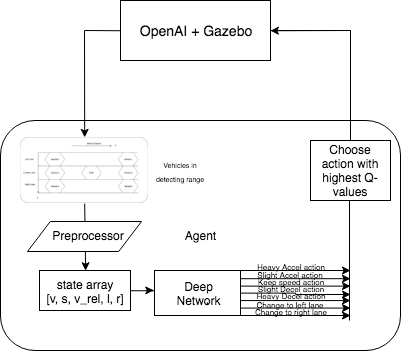 OpenAI + Gazebo
Vehicles in
detecting range
Choose
action with
highest Q-
values
Preprocessor
Agent
state array
[v, s, v_rel, l, r]
Deep
Network
Heavy Accel action
Slight Accel action
Keep speed action
Slight Decel action
Heavy Decel action
Change to left lane
Change to right lane